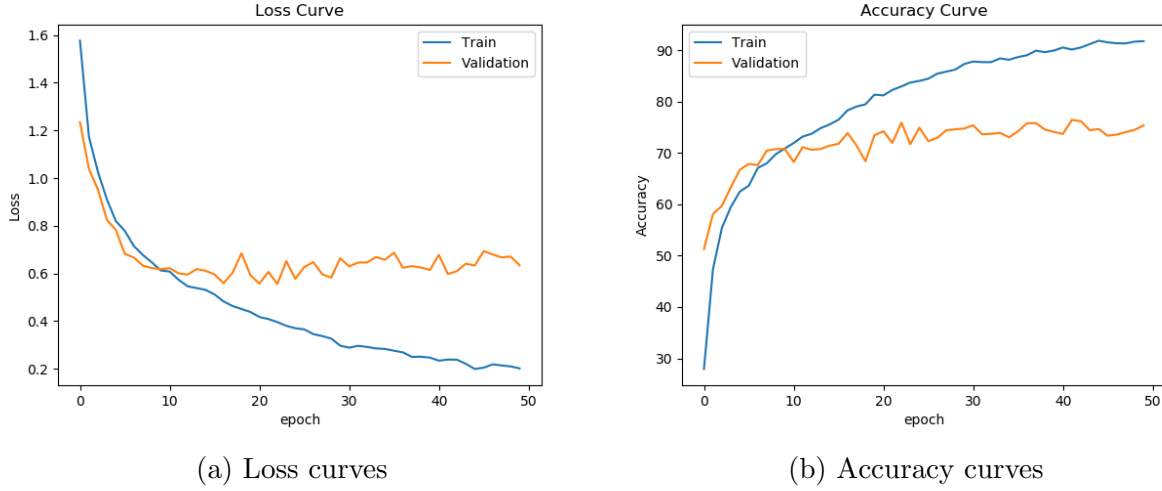 Loss Curve
1.6
1.4
1.2
1.0
0.8
0.6
0.4
0.2
Loss
0 10 20 30 40 50
epoch
Train
Validation
(a) Loss curves
Accuracy Curve
90
80
70
60
50
40
30
Accuracy
0 10 20 30 40 50
epoch
Train
Validation
(b) Accuracy curves